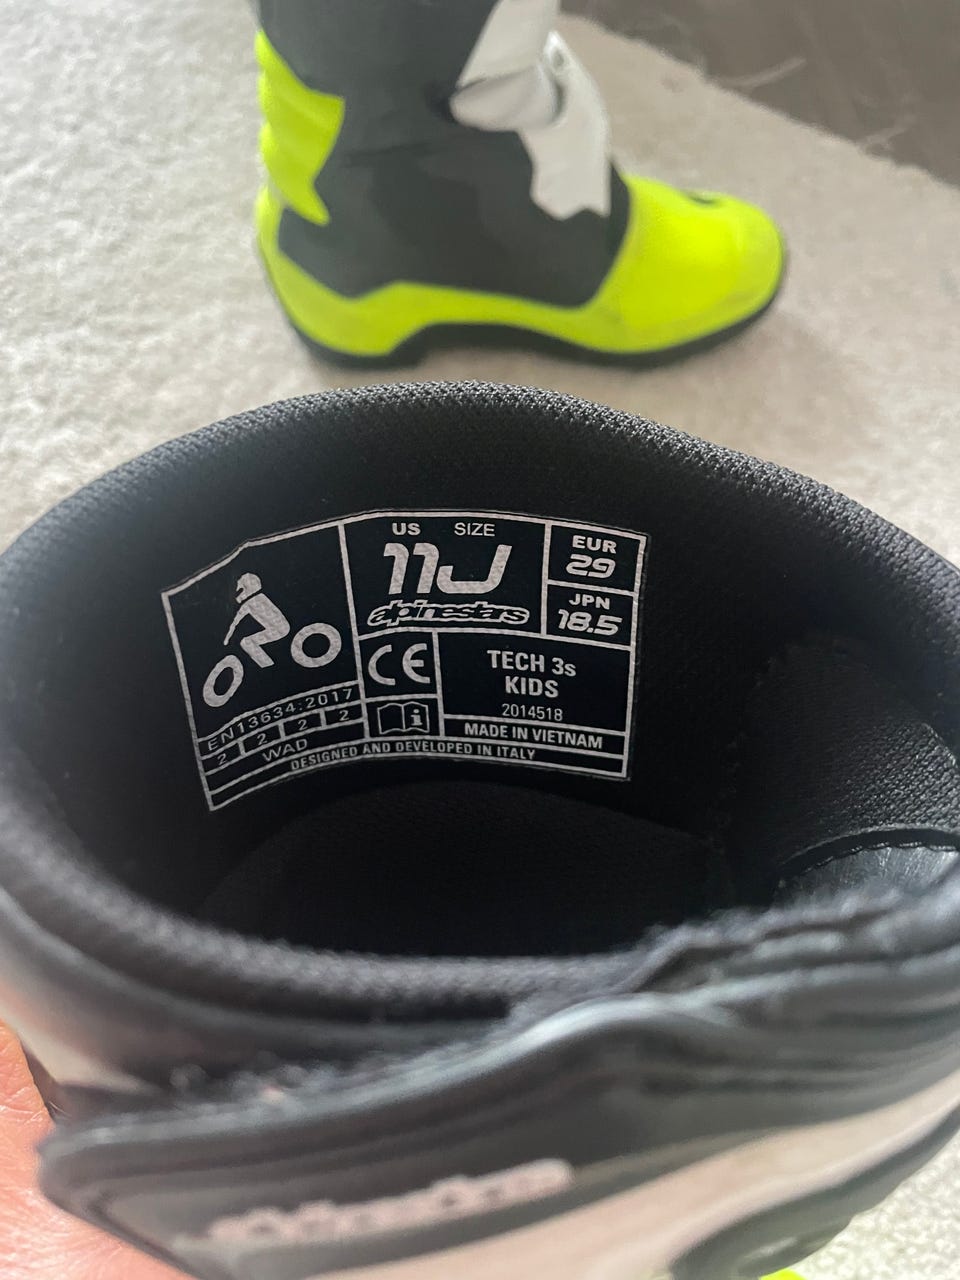 US SIZE
11J
alpinestars
EUR
29
JPN
18.5
CE
TECH 3s
KIDS
2014518
MADE IN VIETNAM
EN13634:2017
2 2 2 2
WAD
i
DESIGNED AND DEVELOPED IN ITALY
alpinestars